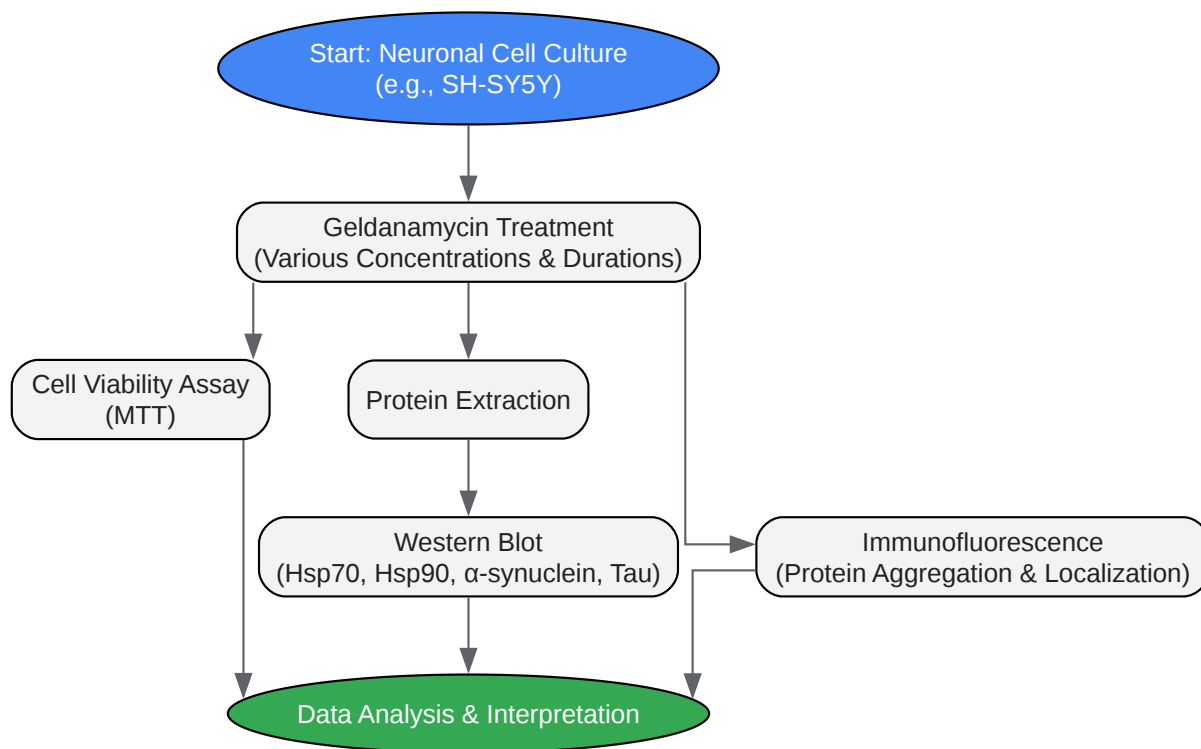 Start: Neuronal Cell Culture
(e.g., SH-SY5Y)
Geldanamycin Treatment
(Various Concentrations & Durations)
Cell Viability Assay
(MTT)
Protein Extraction
Western Blot
(Hsp70, Hsp90, α-synuclein, Tau)
Immunofluorescence
(Protein Aggregation & Localization)
Data Analysis & Interpretation